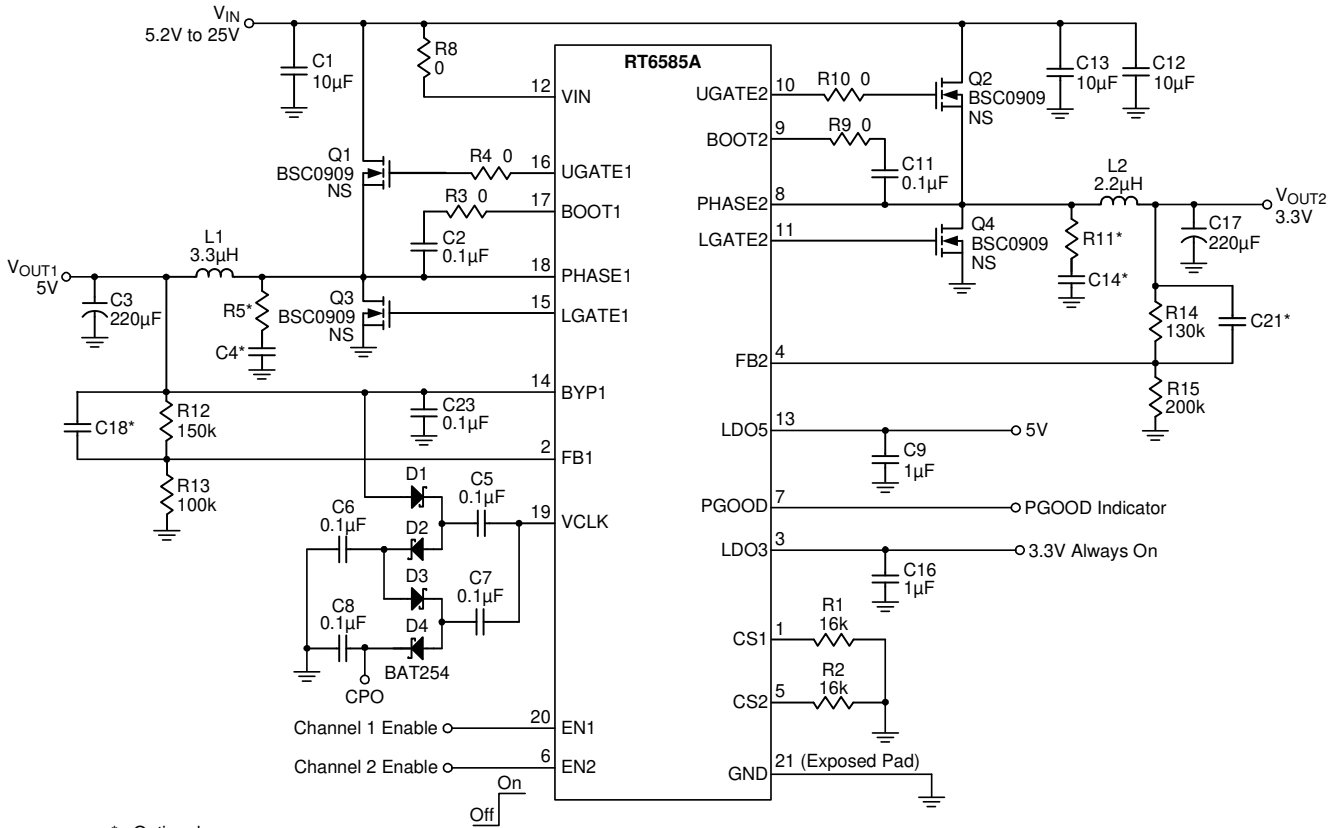 VIN
5.2V to 25V
C1
10µF
R8
0
12
VIN
RT6585A
UGATE2
10
R10 0
Q2
BSC0909
NS
C13
10µF
C12
10µF
BOOT2
9
R9 0
C11
0.1µF
Q1
BSC0909
NS
R4 0
16
UGATE1
R3 0
17
BOOT1
C2
0.1µF
PHASE2
8
L2
2.2µH
VOUT2
3.3V
C17
220µF
LGATE2
11
Q4
BSC0909
NS
R11*
C14*
L1
3.3µH
VOUT1
5V
C3
220µF
R5*
C4*
18
PHASE1
Q3
BSC0909
NS
15
LGATE1
R14
130k
C21*
FB2
4
R15
200k
14
BYP1
C23
0.1µF
C18*
R12
150k
2
FB1
R13
100k
LDO5
13
5V
C9
1µF
D1
C5
0.1µF
19
VCLK
C6
0.1µF
D2
D3
C7
0.1µF
C8
0.1µF
D4
BAT254
CPO
PGOOD
7
PGOOD Indicator
LDO3
3
3.3V Always On
C16
1µF
CS1
1
R1
16k
CS2
5
R2
16k
Channel 1 Enable
20
EN1
Channel 2 Enable
6
EN2
On
Off
GND
21 (Exposed Pad)